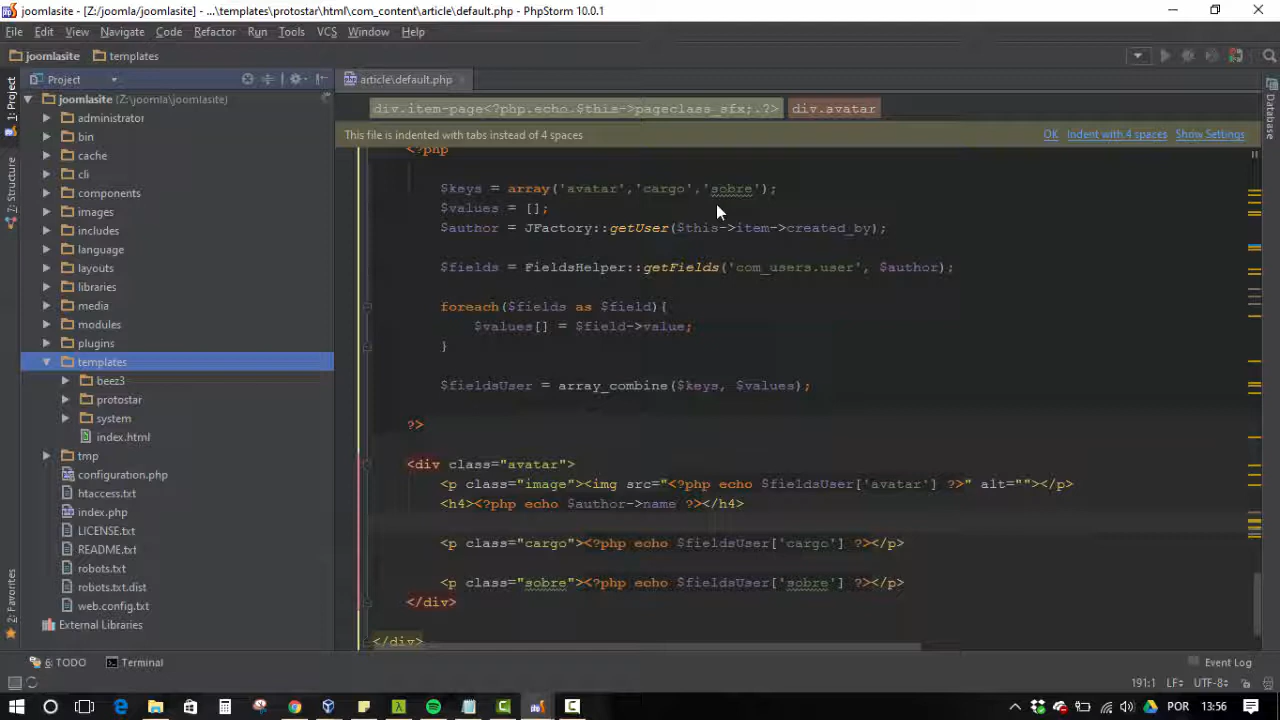 joomlasite - [Z:/joomla/joomlasite] - ...\templates\protostar\html\com_content\article\default.php - PhpStorm 10.0.1
File Edit View Navigate Code Refactor Run Tools VCS Window Help
joomlasite templates
Project
article\default.php
1: Project
7: Structure
2: Favorites
Database
joomlasite (Z:\joomla\joomlasite)
administrator
bin
cache
cli
components
images
includes
language
layouts
libraries
media
modules
plugins
templates
beez3
protostar
system
index.html
tmp
configuration.php
htaccess.txt
index.php
LICENSE.txt
README.txt
robots.txt
robots.txt.dist
web.config.txt
External Libraries
div.item-page<?php.echo.$this->pageclass_sfx;.?> div.avatar
This file is indented with tabs instead of 4 spaces OK Indent with 4 spaces Show Settings
<?php
$keys = array('avatar','cargo','sobre');
$values = [];
$author = JFactory::getUser($this->item->created_by);
$fields = FieldsHelper::getFields('com_users.user', $author);
foreach($fields as $field){
$values[] = $field->value;
}
$fieldsUser = array_combine($keys, $values);
?>
<div class="avatar">
<p class="image"><img src="<?php echo $fieldsUser['avatar'] ?>" alt=""></p>
<h4><?php echo $author->name ?></h4>
<p class="cargo"><?php echo $fieldsUser['cargo'] ?></p>
<p class="sobre"><?php echo $fieldsUser['sobre'] ?></p>
</div>
</div>
6: TODO Terminal Event Log
191:1 LF UTF-8
POR 13:56